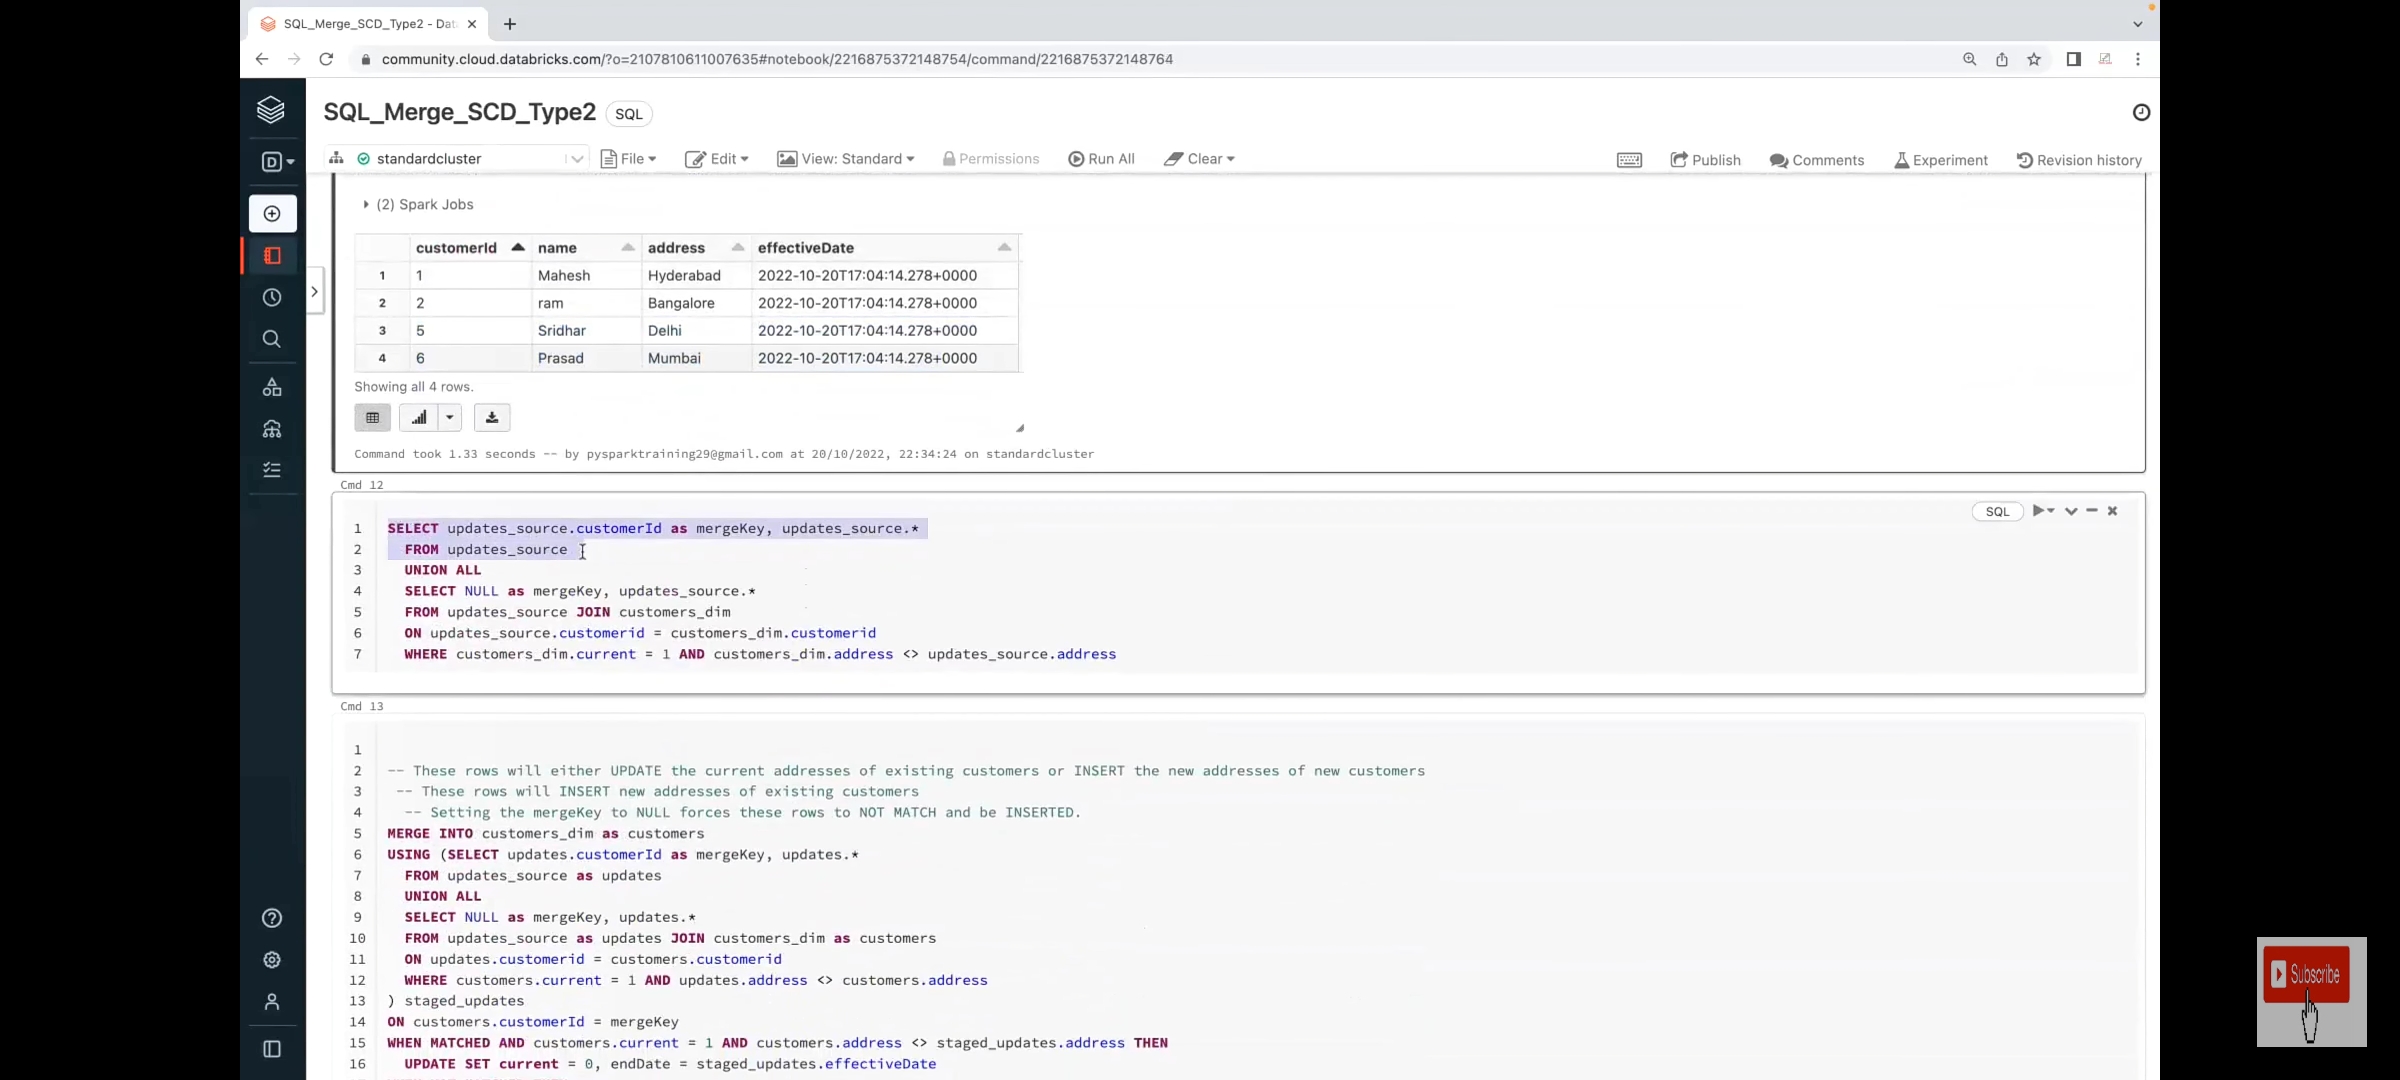 SQL_Merge_SCD_Type2 - Dat
community.cloud.databricks.com/?o=2107810611007635#notebook/2216875372148754/command/2216875372148764
SQL_Merge_SCD_Type2 SQL
D standardcluster File Edit View: Standard Permissions Run All Clear Publish Comments Experiment Revision history
(2) Spark Jobs
customerId name address effectiveDate
1 1 Mahesh Hyderabad 2022-10-20T17:04:14.278+0000
2 2 ram Bangalore 2022-10-20T17:04:14.278+0000
3 5 Sridhar Delhi 2022-10-20T17:04:14.278+0000
4 6 Prasad Mumbai 2022-10-20T17:04:14.278+0000
Showing all 4 rows.
Command took 1.33 seconds -- by pysparktraining29@gmail.com at 20/10/2022, 22:34:24 on standardcluster
Cmd 12
SQL
1 SELECT updates_source.customerId as mergeKey, updates_source.*
2 FROM updates_source
3 UNION ALL
4 SELECT NULL as mergeKey, updates_source.*
5 FROM updates_source JOIN customers_dim
6 ON updates_source.customerid = customers_dim.customerid
7 WHERE customers_dim.current = 1 AND customers_dim.address <> updates_source.address
Cmd 13
1
2 -- These rows will either UPDATE the current addresses of existing customers or INSERT the new addresses of new customers
3 -- These rows will INSERT new addresses of existing customers
4 -- Setting the mergeKey to NULL forces these rows to NOT MATCH and be INSERTED.
5 MERGE INTO customers_dim as customers
6 USING (SELECT updates.customerId as mergeKey, updates.*
7 FROM updates_source as updates
8 UNION ALL
9 SELECT NULL as mergeKey, updates.*
10 FROM updates_source as updates JOIN customers_dim as customers
11 ON updates.customerid = customers.customerid
12 WHERE customers.current = 1 AND updates.address <> customers.address
13 ) staged_updates
14 ON customers.customerId = mergeKey
15 WHEN MATCHED AND customers.current = 1 AND customers.address <> staged_updates.address THEN
16 UPDATE SET current = 0, endDate = staged_updates.effectiveDate
Subscribe